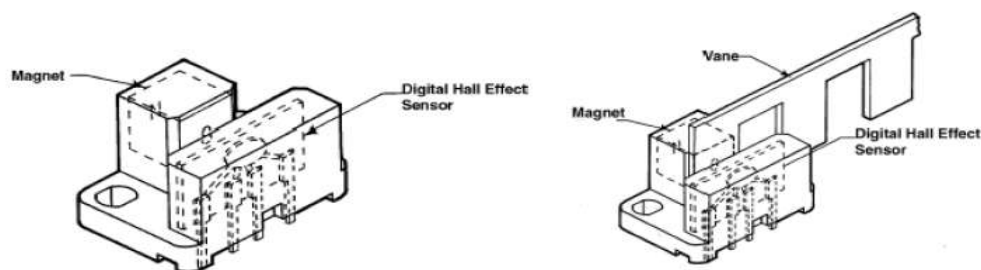 Magnet
Digital Hall Effect
Sensor
Vane
Magnet
Digital Hall Effect
Sensor